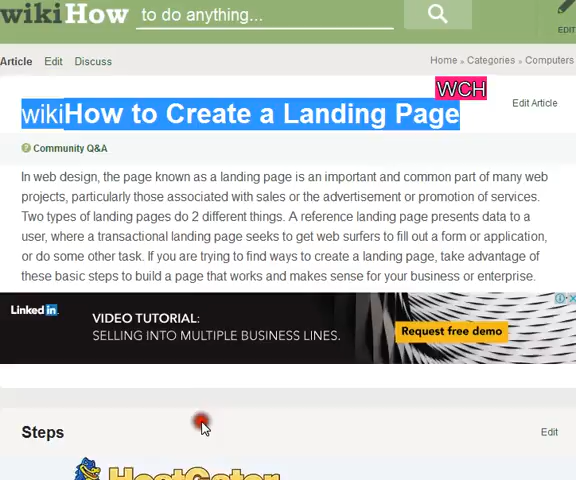 wikiHow to do anything...
EDIT
Article Edit Discuss Home » Categories » Computers
WCH
wikiHow to Create a Landing Page Edit Article
Community Q&A
In web design, the page known as a landing page is an important and common part of many web
projects, particularly those associated with sales or the advertisement or promotion of services.
Two types of landing pages do 2 different things. A reference landing page presents data to a
user, where a transactional landing page seeks to get web surfers to fill out a form or application,
or do some other task. If you are trying to find ways to create a landing page, take advantage of
these basic steps to build a page that works and makes sense for your business or enterprise.
Linked in
VIDEO TUTORIAL:
SELLING INTO MULTIPLE BUSINESS LINES.
Request free demo
Steps Edit
HostGator